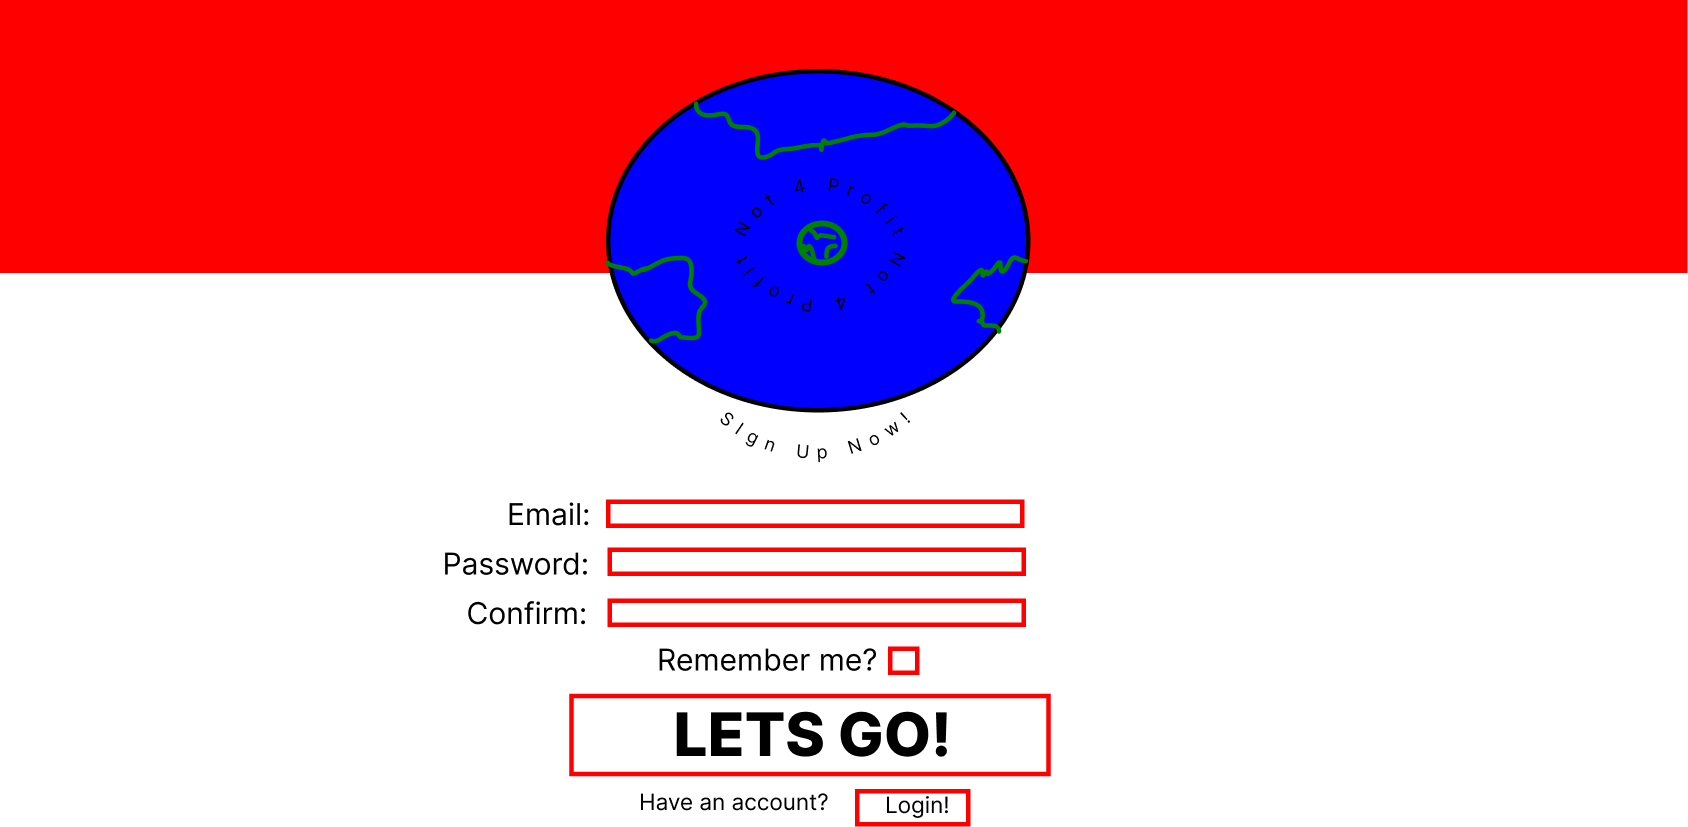 Not 4 Profit Not 4 Profit
SIgn Up Now!
Email:
Password:
Confirm:
Remember me?
LETS GO!
Have an account? Login!